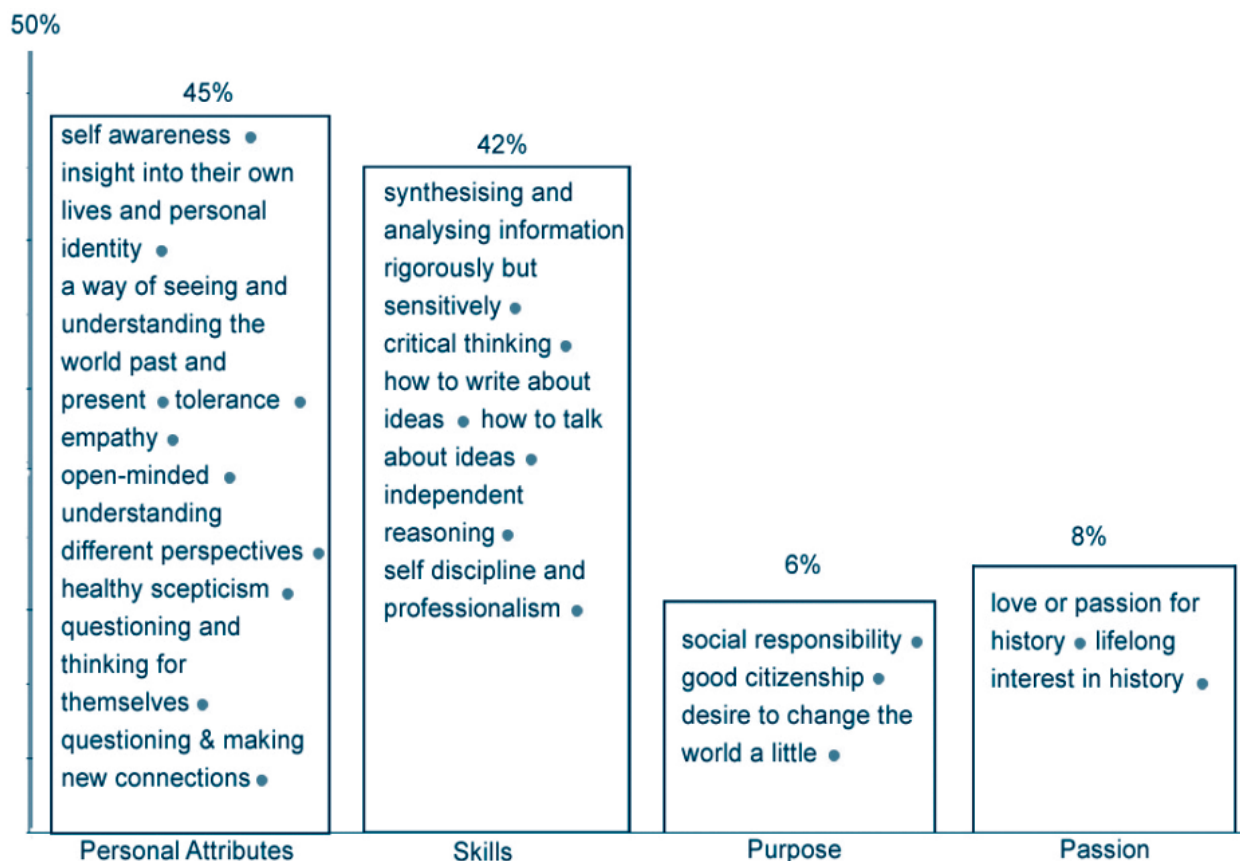 50%
45%
self awareness •
insight into their own
lives and personal
identity •
a way of seeing and
understanding the
world past and
present • tolerance •
empathy •
open-minded •
understanding
different perspectives •
healthy scepticism •
questioning and
thinking for
themselves •
questioning & making
new connections •
Personal Attributes
42%
synthesising and
analysing information
rigorously but
sensitively •
critical thinking •
how to write about
ideas • how to talk
about ideas •
independent
reasoning •
self discipline and
professionalism •
Skills
6%
social responsibility •
good citizenship •
desire to change the
world a little •
Purpose
8%
love or passion for
history • lifelong
interest in history •
Passion